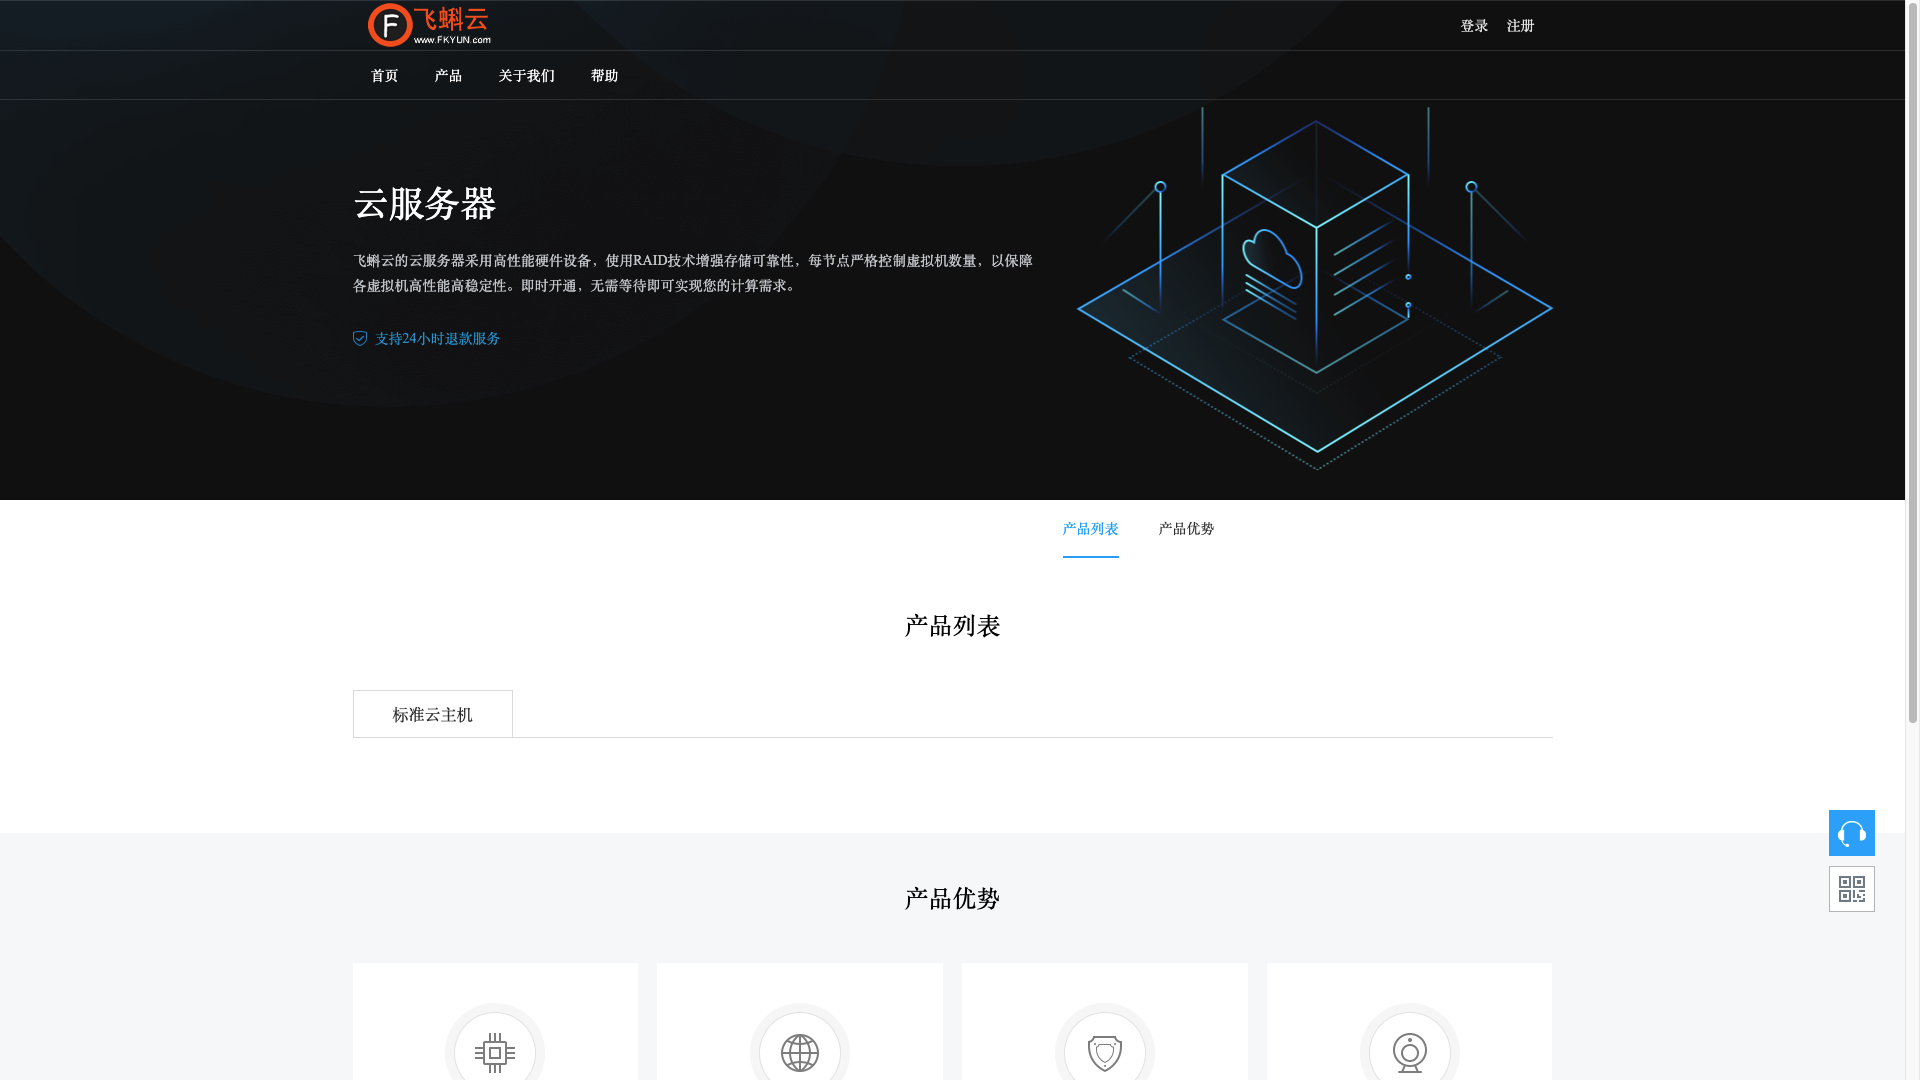 F
飞蝌云
www.FKYUN.com
登录 注册
首页 产品 关于我们 帮助
云服务器
飞蝌云的云服务器采用高性能硬件设备，使用RAID技术增强存储可靠性，每节点严格控制虚拟机数量，以保障
各虚拟机高性能高稳定性。即时开通，无需等待即可实现您的计算需求。
支持24小时退款服务
产品列表 产品优势
产品列表
标准云主机
产品优势